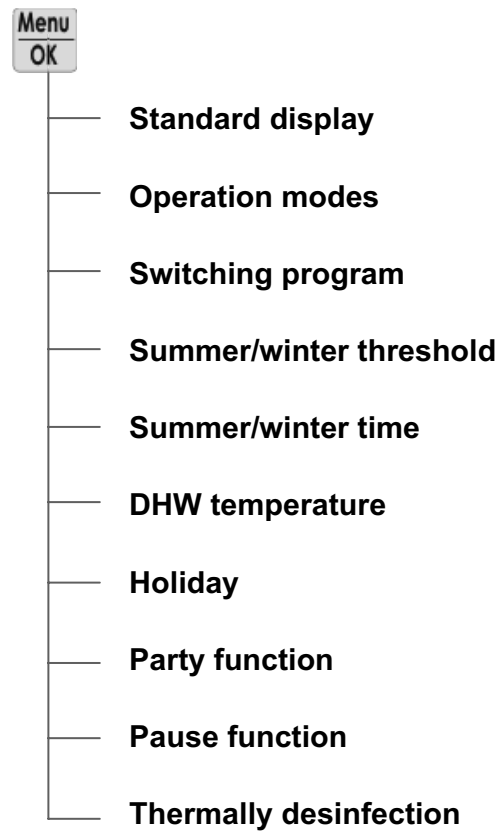 Menu
OK
Standard display
Operation modes
Switching program
Summer/winter threshold
Summer/winter time
DHW temperature
Holiday
Party function
Pause function
Thermally desinfection